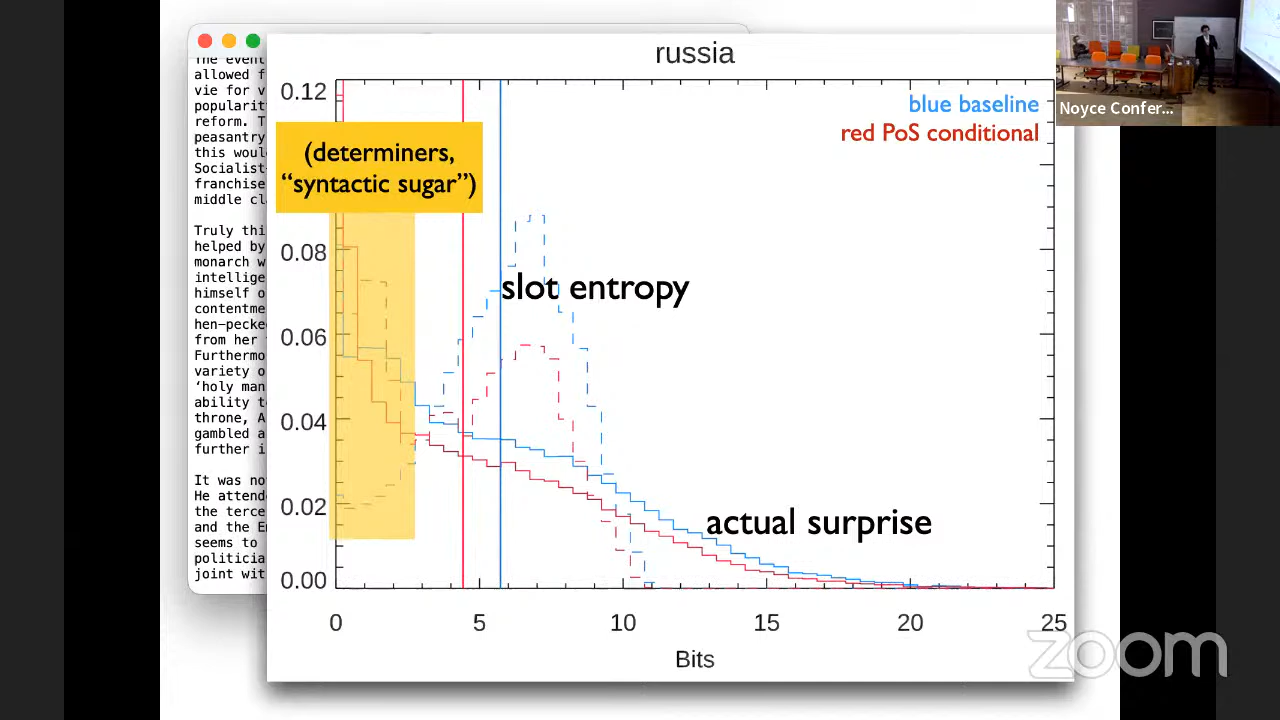 The event
allowed f
vie for v
popularit
reform. T
peasantry
this woul
Socialist
franchise
middle cl
Truly thi
helped by
monarch w
intellige
himself o
contentme
hen-pecke
from her
Furthermo
variety o
‘holy man
ability t
throne, A
gambled a
further i
It was no
He attend
the terce
and the Em
seems to
politicia
joint wit
russia
blue baseline
red PoS conditional
(determiners,
“syntactic sugar”)
slot entropy
actual surprise
0.12
0.08
0.06
0.04
0.02
0.00
0 5 10 15 20 25
Bits
Noyce Confer...
zoom